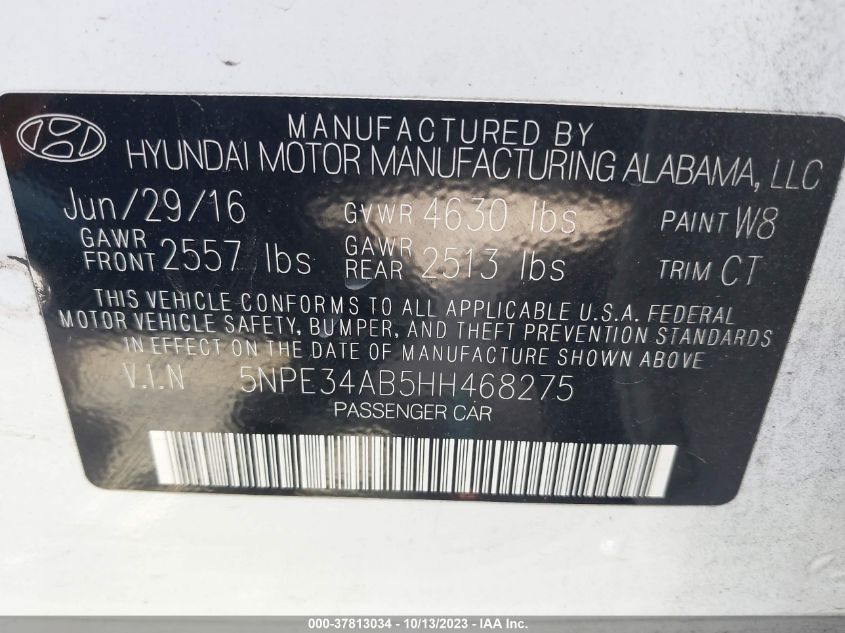 MANUFACTURED BY
HYUNDAI MOTOR MANUFACTURING ALABAMA, LLC
Jun/29/16 GVWR 4630 lbs PAINT W8
GAWR FRONT 2557 lbs GAWR REAR 2513 lbs TRIM CT
THIS VEHICLE CONFORMS TO ALL APPLICABLE U.S.A. FEDERAL
MOTOR VEHICLE SAFETY, BUMPER, AND THEFT PREVENTION STANDARDS
IN EFFECT ON THE DATE OF MANUFACTURE SHOWN ABOVE
V.I.N 5NPE34AB5HH468275
PASSENGER CAR
000-37813034 - 10/13/2023 - IAA Inc.